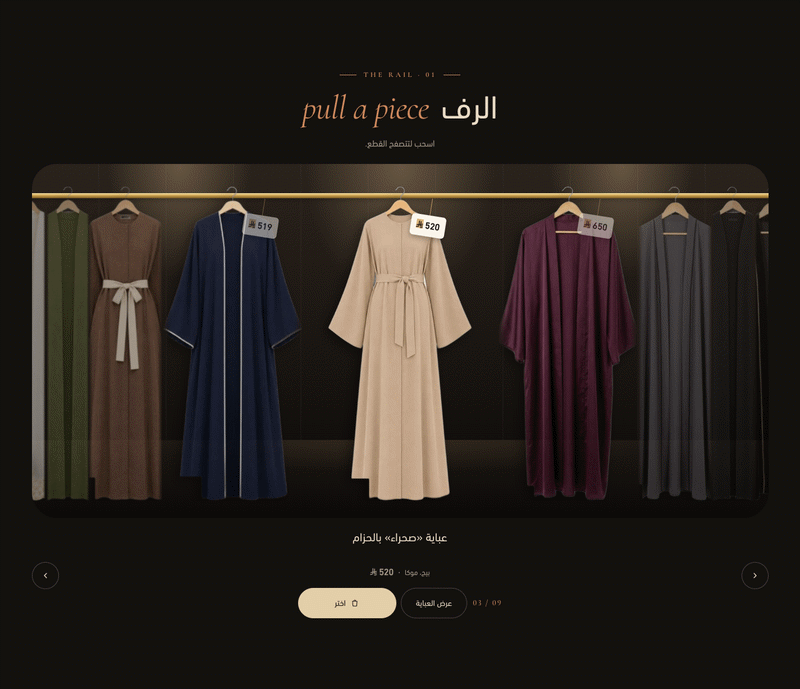 THE RAIL · 01
الرف pull a piece
اسحب لتتصفح القطع.
519
520
650
عباية «صحراء» بالحزام
بيج، موكا · 520
اختر
عرض العباية
03 / 09